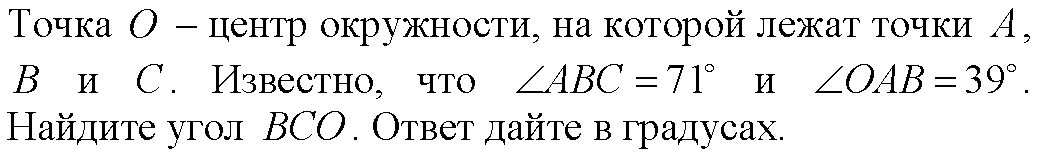 Точка O – центр окружности, на которой лежат точки A,
B и C. Известно, что ∠ABC = 71° и ∠OAB = 39°.
Найдите угол BCO. Ответ дайте в градусах.